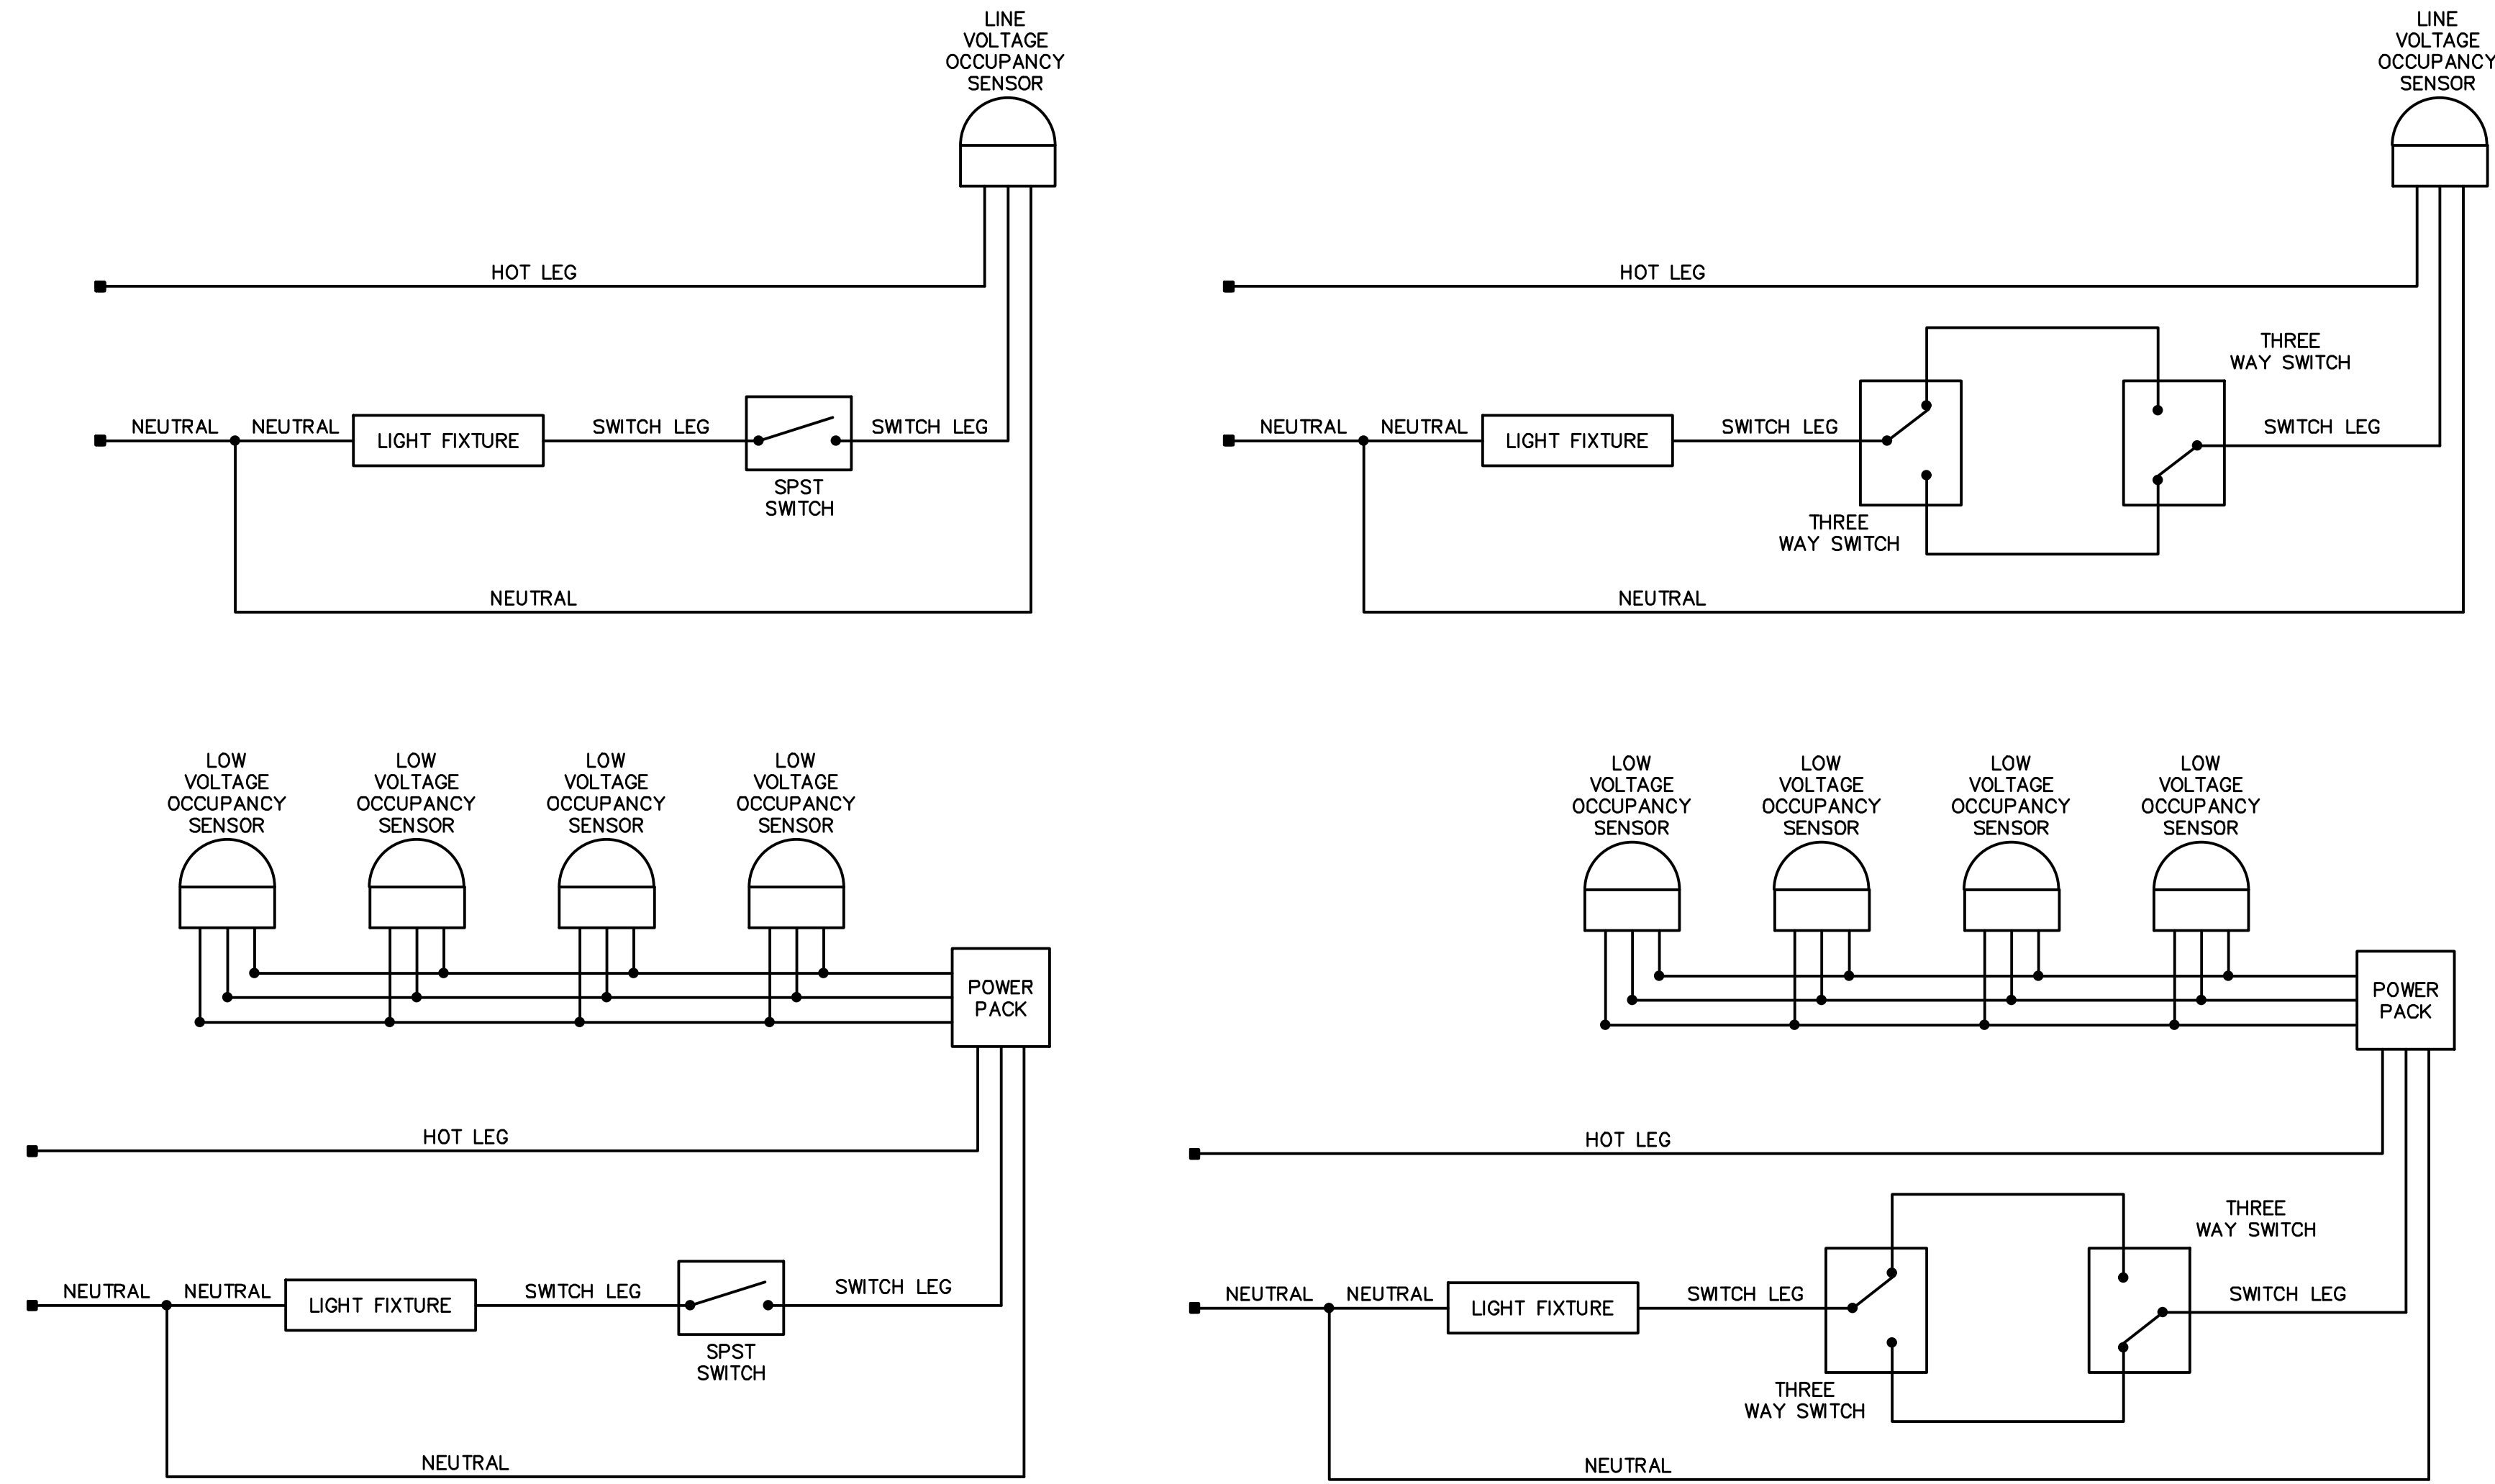 LINE
VOLTAGE
OCCUPANCY
SENSOR
HOT LEG
NEUTRAL
NEUTRAL
LIGHT FIXTURE
SWITCH LEG
SWITCH LEG
SPST
SWITCH
NEUTRAL
LINE
VOLTAGE
OCCUPANCY
SENSOR
HOT LEG
THREE
WAY SWITCH
NEUTRAL
NEUTRAL
LIGHT FIXTURE
SWITCH LEG
SWITCH LEG
THREE
WAY SWITCH
NEUTRAL
LOW
VOLTAGE
OCCUPANCY
SENSOR
LOW
VOLTAGE
OCCUPANCY
SENSOR
LOW
VOLTAGE
OCCUPANCY
SENSOR
LOW
VOLTAGE
OCCUPANCY
SENSOR
POWER
PACK
HOT LEG
NEUTRAL
NEUTRAL
LIGHT FIXTURE
SWITCH LEG
SWITCH LEG
SPST
SWITCH
NEUTRAL
LOW
VOLTAGE
OCCUPANCY
SENSOR
LOW
VOLTAGE
OCCUPANCY
SENSOR
LOW
VOLTAGE
OCCUPANCY
SENSOR
LOW
VOLTAGE
OCCUPANCY
SENSOR
POWER
PACK
HOT LEG
THREE
WAY SWITCH
NEUTRAL
NEUTRAL
LIGHT FIXTURE
SWITCH LEG
SWITCH LEG
THREE
WAY SWITCH
NEUTRAL